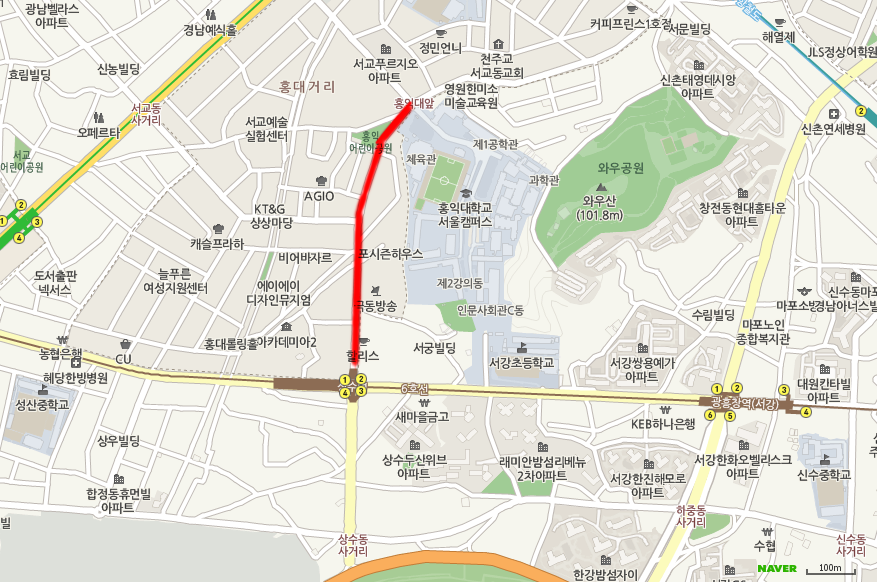 광남벨라스
아파트
경남예식홀
정민언니
커피프린스1호점
서문빌딩
해열제
JLS정상어학원
효림빌딩
신농빌딩
홍대거리
서교푸르지오
아파트
천주교
서교동교회
신촌태영데시앙
아파트
서교동
사거리
오페르타
서교예술
실험센터
홍익대앞
영원한미소
미술교육원
신촌연세병원
2
서교
어린이공원
홍익
어린이공원
체육관
제1공학관
과학관
와우공원
와우산
(101.8m)
AGIO
홍익대학교
서울캠퍼스
창전동현대홈타운
아파트
1
2
3
4
KT&G
상상마당
캐슬프라하
비어바자르
포시즌하우스
도서출판
넥서스
늘푸른
여성지원센터
에이에이
디자인뮤지엄
제2강의동
극동방송
인문사회관C동
수림빌딩
마포노인
종합복지관
신수동마포
경남아너스빌
농협은행
CU
홍대롤링홀
아카데미아2
할리스
서궁빌딩
서강초등학교
서강쌍용예가
아파트
대원칸타빌
아파트
혜당한방병원
성산중학교
1
2
3
4
6호선
새마을금고
KEB하나은행
1
2
3
4
5
6
광흥창역(서강)
상우빌딩
상수두산위브
아파트
래미안밤섬리베뉴
2차아파트
서강한진해모로
아파트
서강한화오벨리스크
아파트
신수중학교
합정동휴먼빌
아파트
빌
상수동
사거리
하중동
사거리
수협
신수동
사거리
한강밤섬자이
NAVER
100m